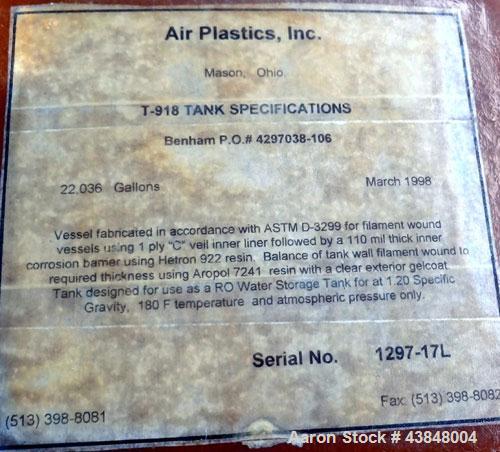 Air Plastics, Inc.
Mason, Ohio
T-918 TANK SPECIFICATIONS
Benham P.O.# 4297038-106
22,036 Gallons March 1998
Vessel fabricated in accordance with ASTM D-3299 for filament wound
vessels using 1 ply "C" veil inner liner followed by a 110 mil thick inner
corrosion barrier using Hetron 922 resin. Balance of tank wall filament wound to
required thickness using Aropol 7241 resin with a clear exterior gelcoat.
Tank designed for use as a RO Water Storage Tank for at 1.20 Specific
Gravity, 180 F temperature and atmospheric pressure only.
Serial No. 1297-17L
(513) 398-8081 Fax: (513) 398-8082
Aaron Stock # 43848004